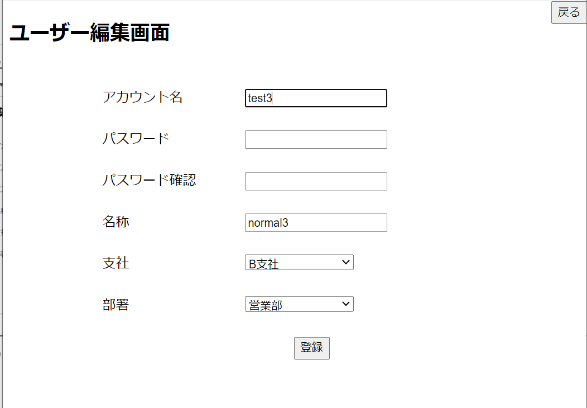 戻る
ユーザー編集画面
アカウント名 test3
パスワード
パスワード確認
名称 normal3
支社 B支社
部署 営業部
登録